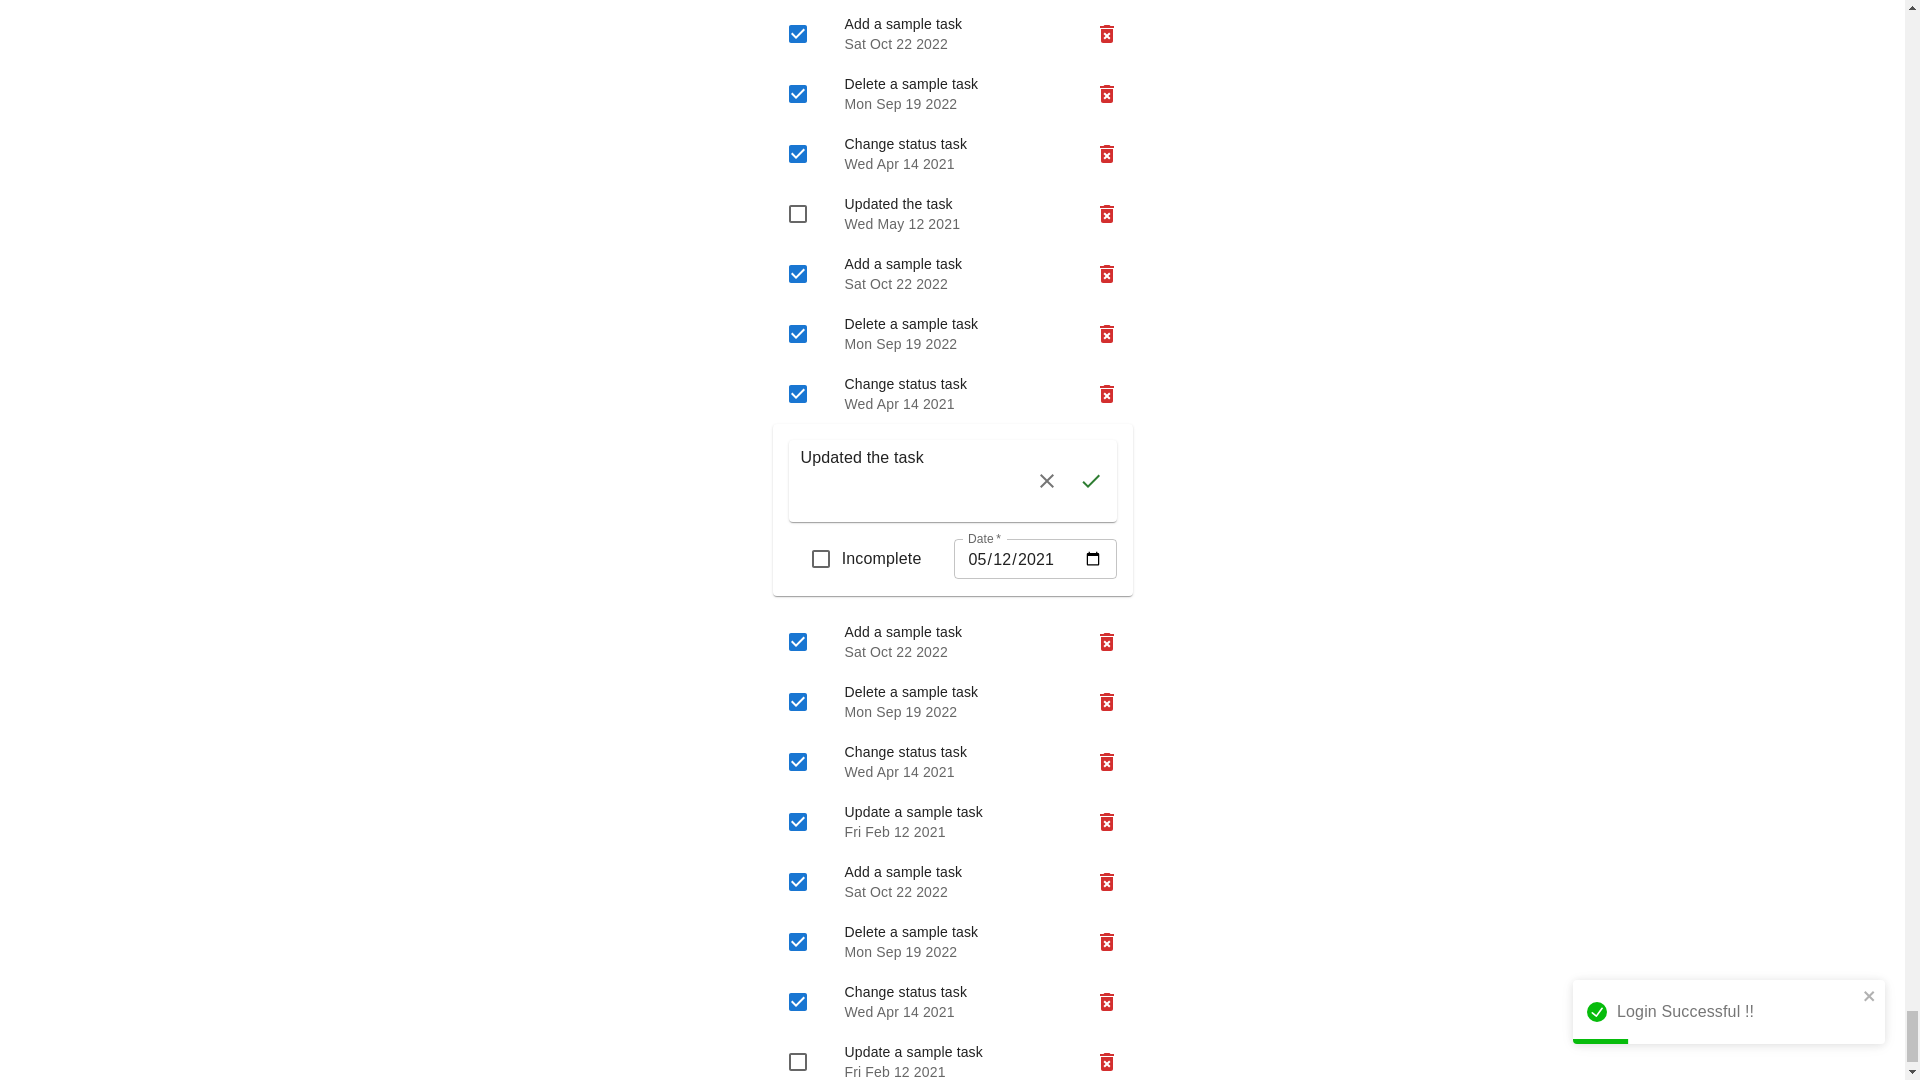 Add a sample task
Sat Oct 22 2022
Delete a sample task
Mon Sep 19 2022
Change status task
Wed Apr 14 2021
Updated the task
Wed May 12 2021
Add a sample task
Sat Oct 22 2022
Delete a sample task
Mon Sep 19 2022
Change status task
Wed Apr 14 2021
Updated the task
Date *
Incomplete
05/12/2021
Add a sample task
Sat Oct 22 2022
Delete a sample task
Mon Sep 19 2022
Change status task
Wed Apr 14 2021
Update a sample task
Fri Feb 12 2021
Add a sample task
Sat Oct 22 2022
Delete a sample task
Mon Sep 19 2022
Change status task
Wed Apr 14 2021
Login Successful !!
Update a sample task
Fri Feb 12 2021